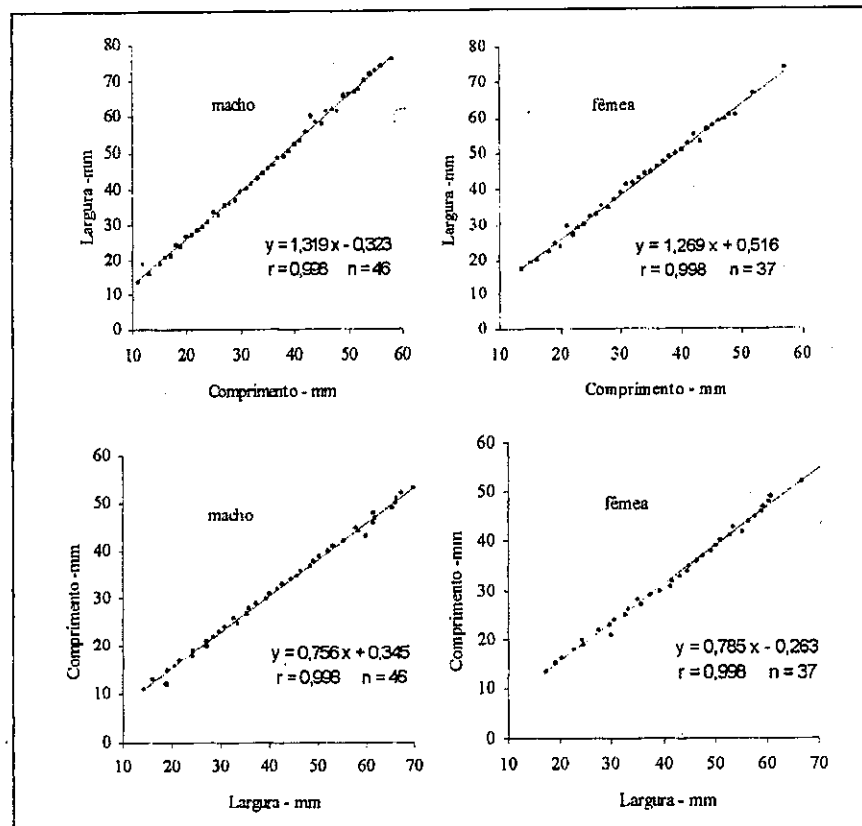 80
70
60
50
40
30
20
10
0
Largura -mm
macho
y = 1,319 x - 0,323
r = 0,998 n = 46
10 20 30 40 50 60
Comprimento - mm
80
70
60
50
40
30
20
10
0
Largura -mm
fêmea
y = 1,269 x + 0,516
r = 0,998 n = 37
10 20 30 40 50 60
Comprimento - mm
60
50
40
30
20
10
0
Comprimento -mm
macho
y = 0,756 x + 0,345
r = 0,998 n = 46
10 20 30 40 50 60 70
Largura - mm
60
50
40
30
20
10
0
Comprimento -mm
fêmea
y = 0,785 x - 0,263
r = 0,998 n = 37
10 20 30 40 50 60 70
Largura - mm